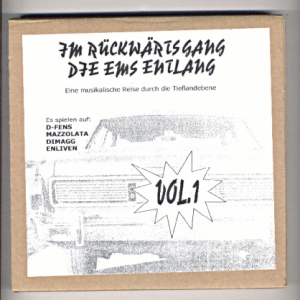 IM RÜCKWÄRTSGANG
DIE EMS ENTLANG
Eine musikalische Reise durch die Tieflandebene
Es spielen auf:
D-FENS
MAZZOLATA
DIMAGG
ENLIVEN
VOL.1